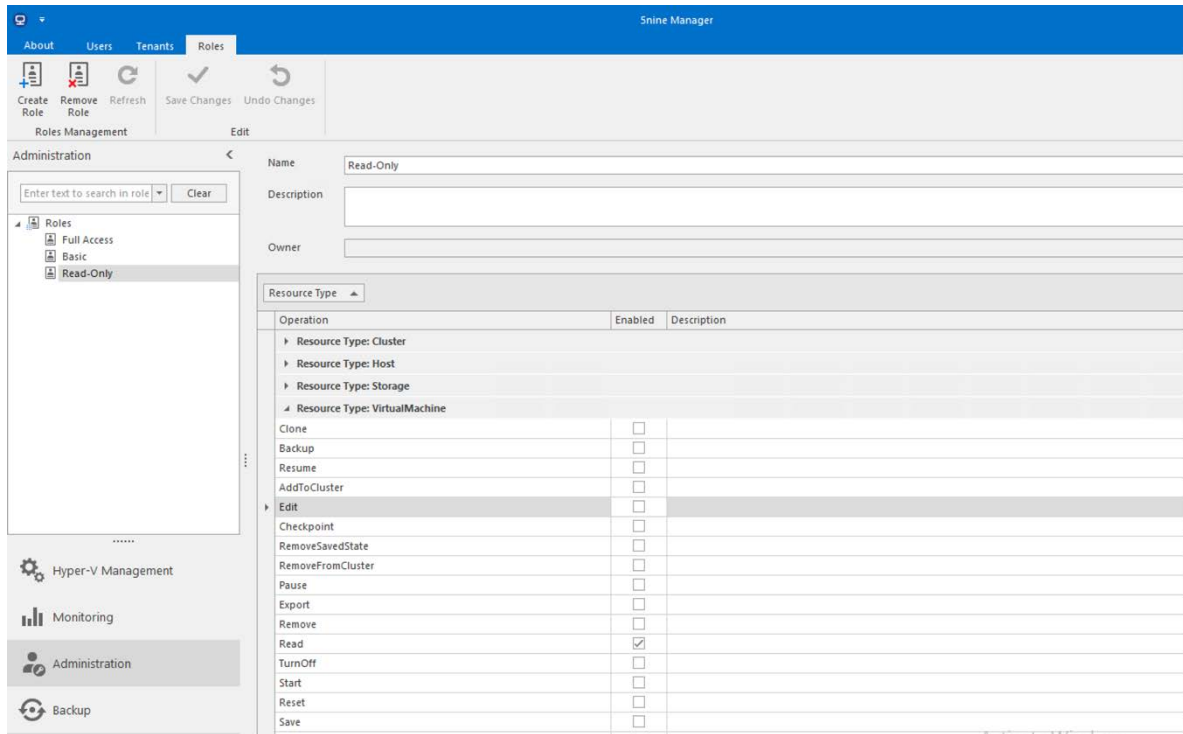 5nine Manager
About Users Tenants Roles
Create Role
Remove Role
Refresh
Save Changes
Undo Changes
Roles Management
Edit
Administration
Enter text to search in role
Clear
Roles
Full Access
Basic
Read-Only
Hyper-V Management
Monitoring
Administration
Backup
Name Read-Only
Description
Owner
Resource Type
Operation Enabled Description
Resource Type: Cluster
Resource Type: Host
Resource Type: Storage
Resource Type: VirtualMachine
Clone
Backup
Resume
AddToCluster
Edit
Checkpoint
RemoveSavedState
RemoveFromCluster
Pause
Export
Remove
Read
TurnOff
Start
Reset
Save